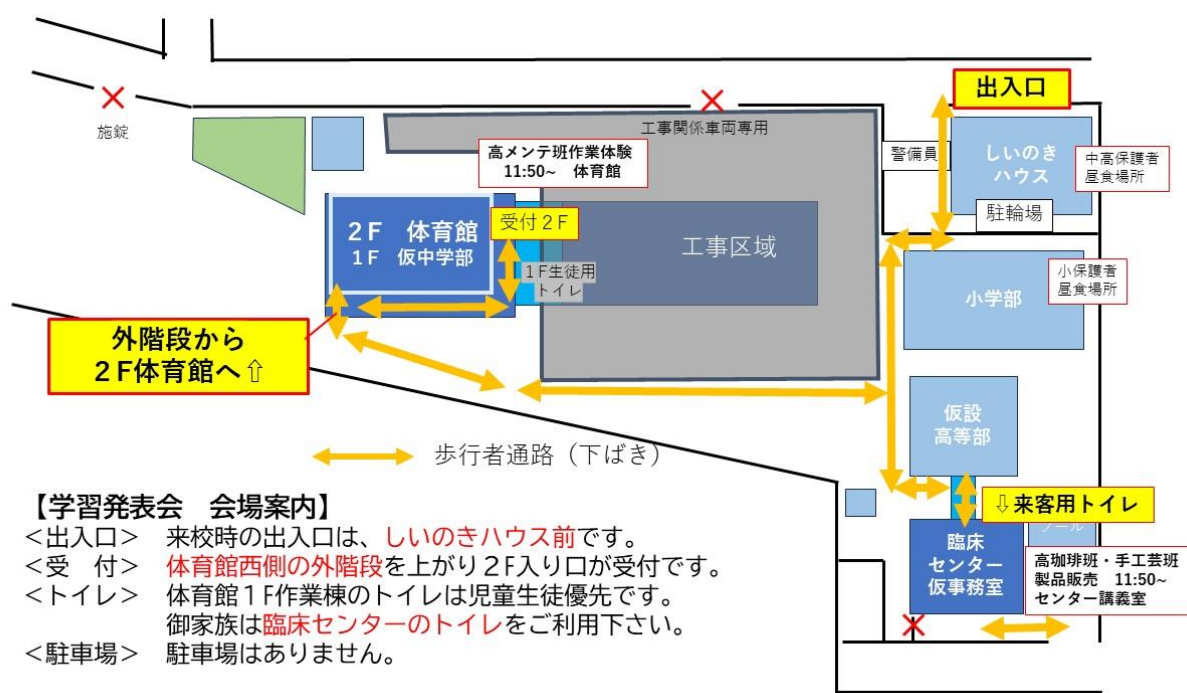 出入口
施錠
工事関係車両専用
高メンテ班作業体験
11:50~　体育館
警備員
しいのき
ハウス
中高保護者
昼食場所
駐輪場
受付２F
２F　体育館
１F　仮中学部
１F生徒用
トイレ
工事区域
小学部
小保護者
昼食場所
外階段から
２F体育館へ⇧
仮設
高等部
歩行者通路（下ばき）
⇩来客用トイレ
プール
臨床
センター
仮事務室
高珈琲班・手工芸班
製品販売　11:50~
センター講義室
【学習発表会　会場案内】
＜出入口＞　来校時の出入口は、しいのきハウス前です。
＜受　付＞　体育館西側の外階段を上がり２F入り口が受付です。
＜トイレ＞　体育館１F作業棟のトイレは児童生徒優先です。
御家族は臨床センターのトイレをご利用下さい。
＜駐車場＞　駐車場はありません。